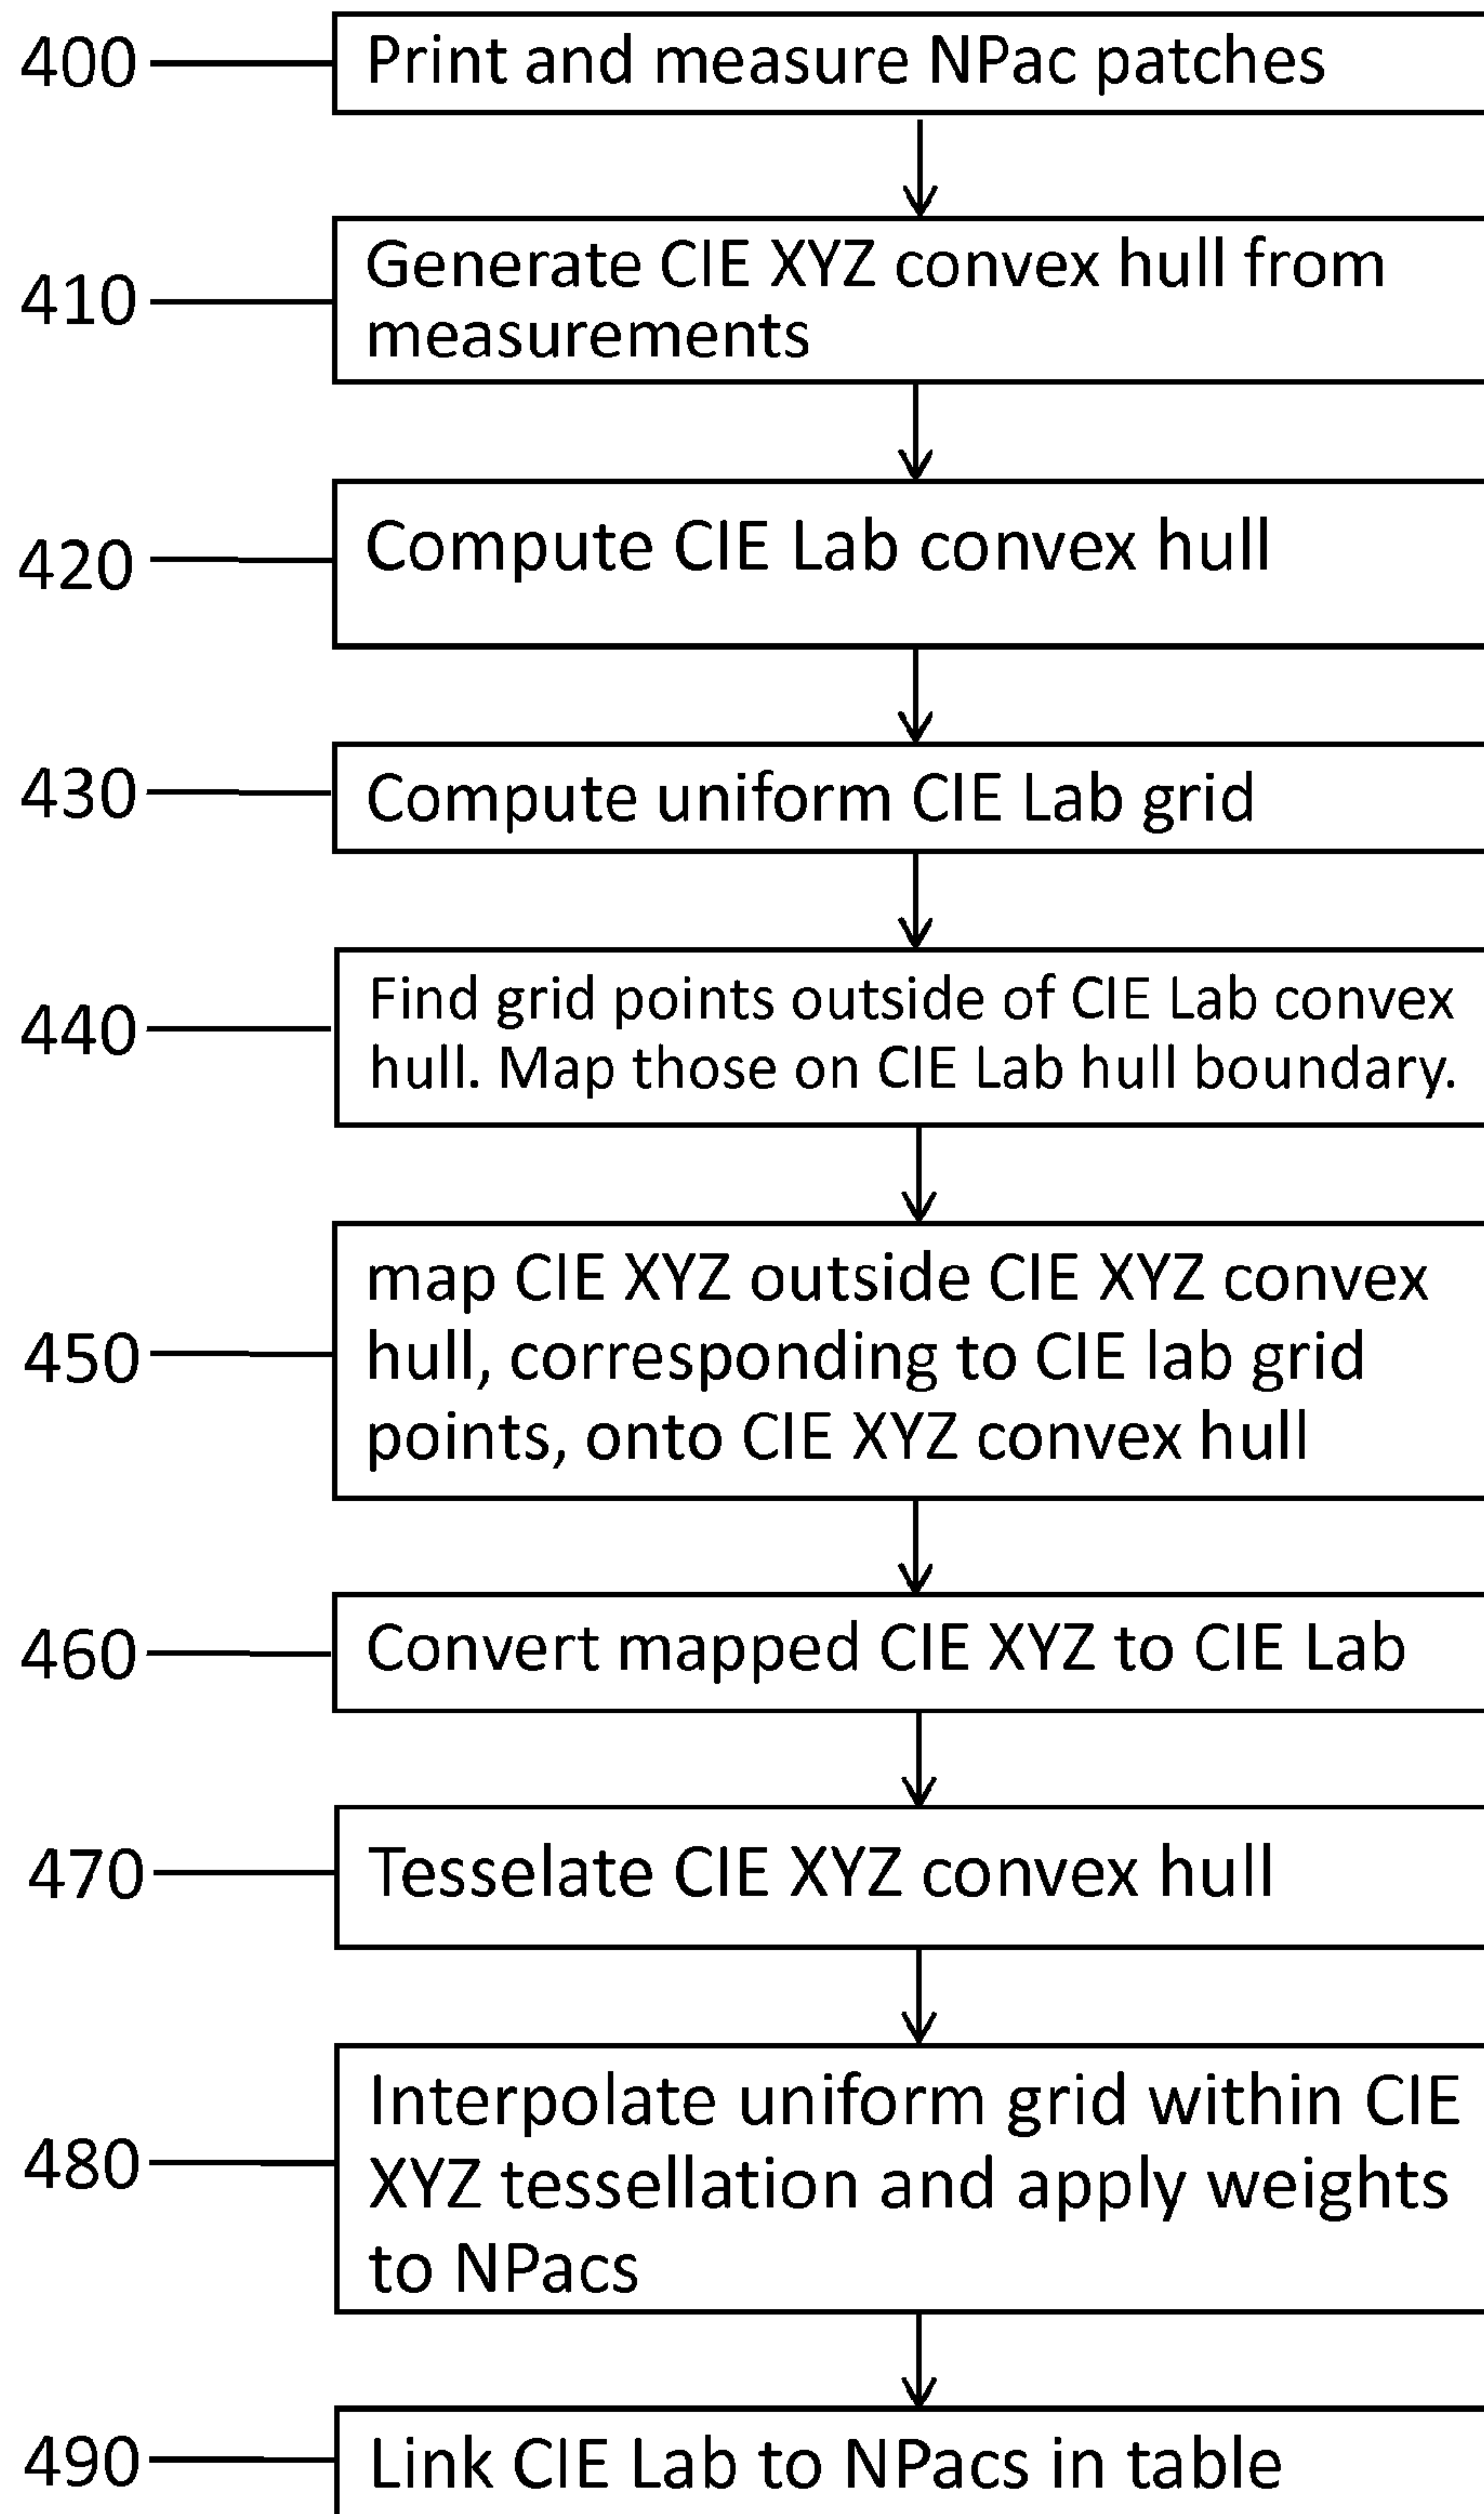 400 Print and measure NPac patches
410 Generate CIE XYZ convex hull from
measurements
420 Compute CIE Lab convex hull
430 Compute uniform CIE Lab grid
440 Find grid points outside of CIE Lab convex
hull. Map those on CIE Lab hull boundary.
450 map CIE XYZ outside CIE XYZ convex
hull, corresponding to CIE lab grid
points, onto CIE XYZ convex hull
460 Convert mapped CIE XYZ to CIE Lab
470 Tesselate CIE XYZ convex hull
480 Interpolate uniform grid within CIE
XYZ tessellation and apply weights
to NPacs
490 Link CIE Lab to NPacs in table